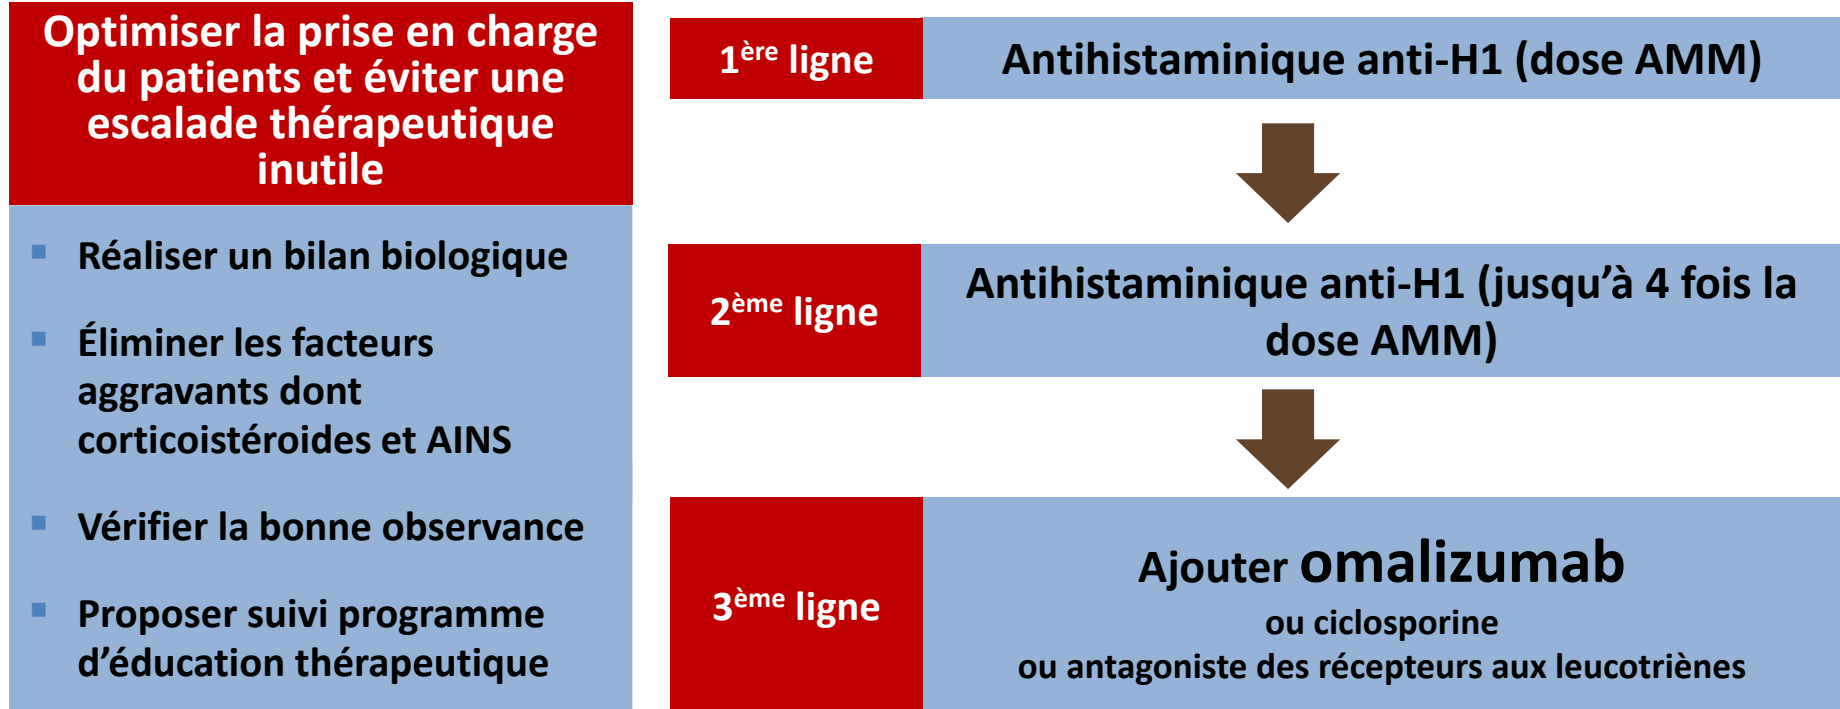 Optimiser la prise en charge
du patients et éviter une
escalade thérapeutique
inutile
▪ Réaliser un bilan biologique
▪ Éliminer les facteurs
aggravants dont
corticoistéroides et AINS
▪ Vérifier la bonne observance
▪ Proposer suivi programme
d’éducation thérapeutique
1ère ligne
Antihistaminique anti-H1 (dose AMM)
2ème ligne
Antihistaminique anti-H1 (jusqu’à 4 fois la
dose AMM)
3ème ligne
Ajouter omalizumab
ou ciclosporine
ou antagoniste des récepteurs aux leucotriènes